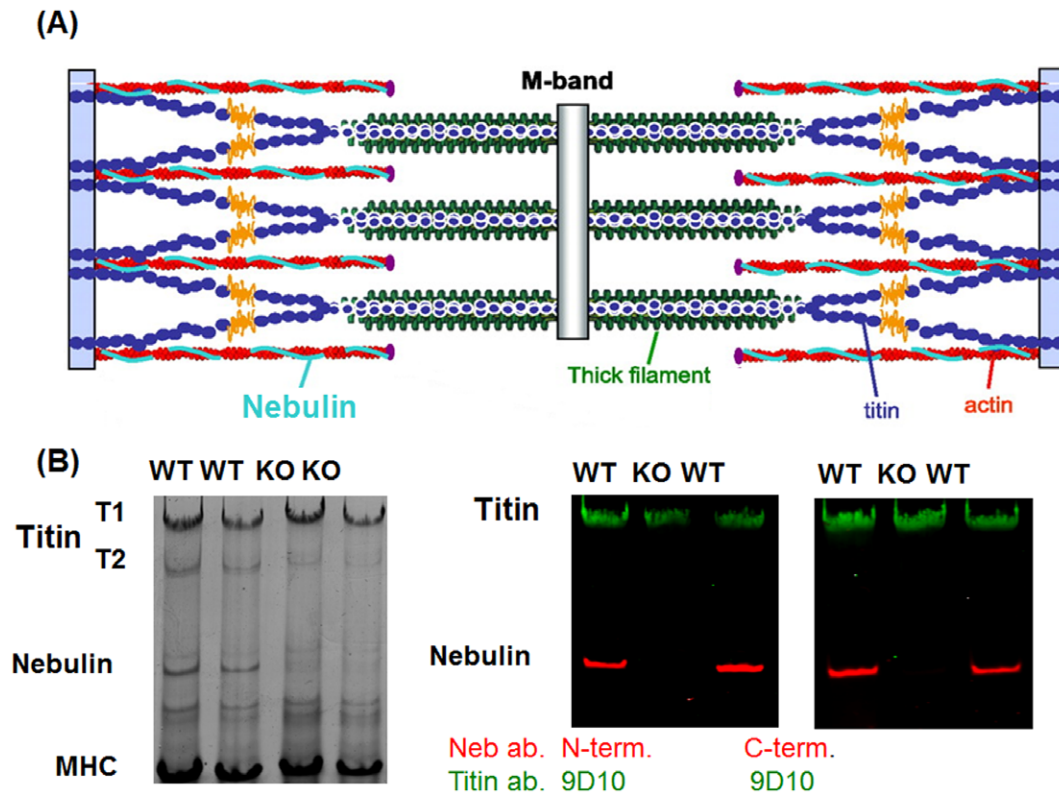 (A)
M-band
Thick filament
titin
actin
Nebulin
(B)
WT WT KO KO
T1
Titin
T2
Nebulin
MHC
WT KO WT
WT KO WT
Titin
Nebulin
Neb ab. N-term. C-term.
Titin ab. 9D10 9D10